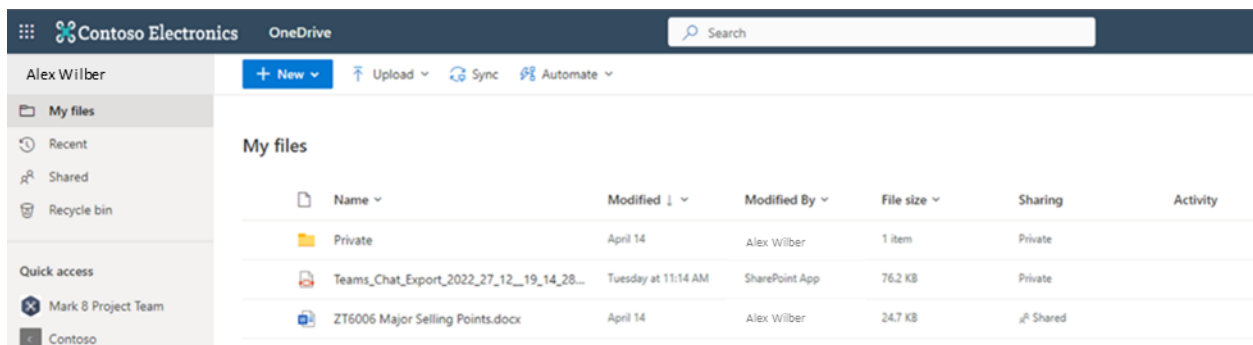 Contoso Electronics OneDrive Search
Alex Wilber
New Upload Sync Automate
My files
Recent
Shared
Recycle bin
Quick access
Mark 8 Project Team
Contoso
My files
Name Modified Modified By File size Sharing Activity
Private April 14 Alex Wilber 1 item Private
Teams_Chat_Export_2022_27_12__19_14_28... Tuesday at 11:14 AM SharePoint App 76.2 KB Private
ZT6006 Major Selling Points.docx April 14 Alex Wilber 24.7 KB Shared